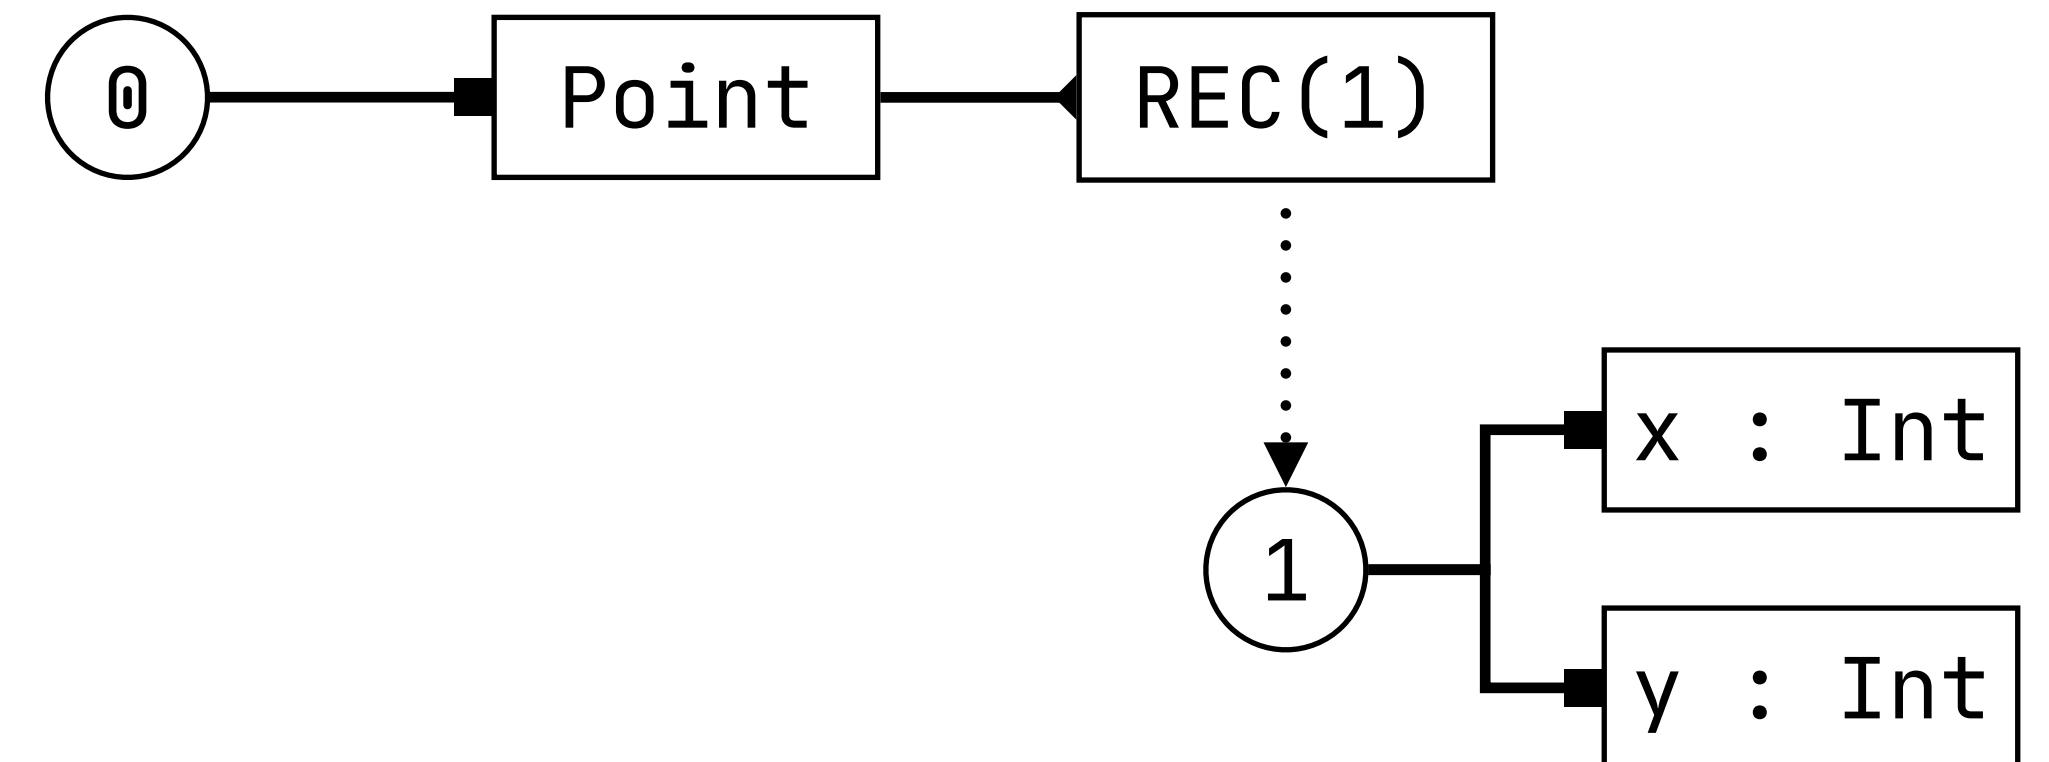 0
Point
REC(1)
x : Int
1
y : Int